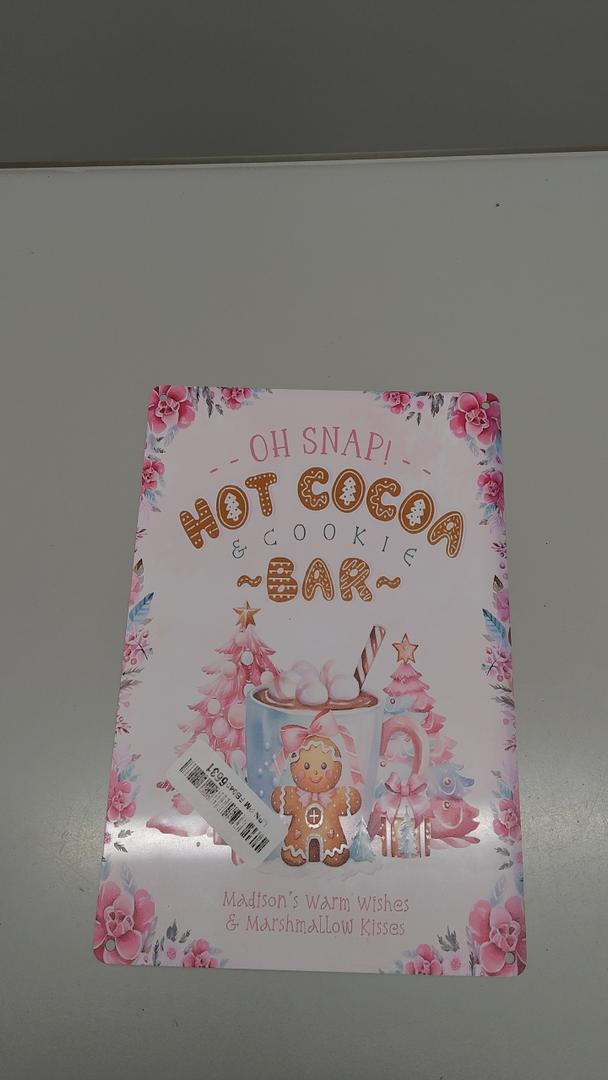 OH SNAP!
HOT COCOA
& COOKIE
~BAR~
Madison's Warm Wishes
& Marshmallow Kisses